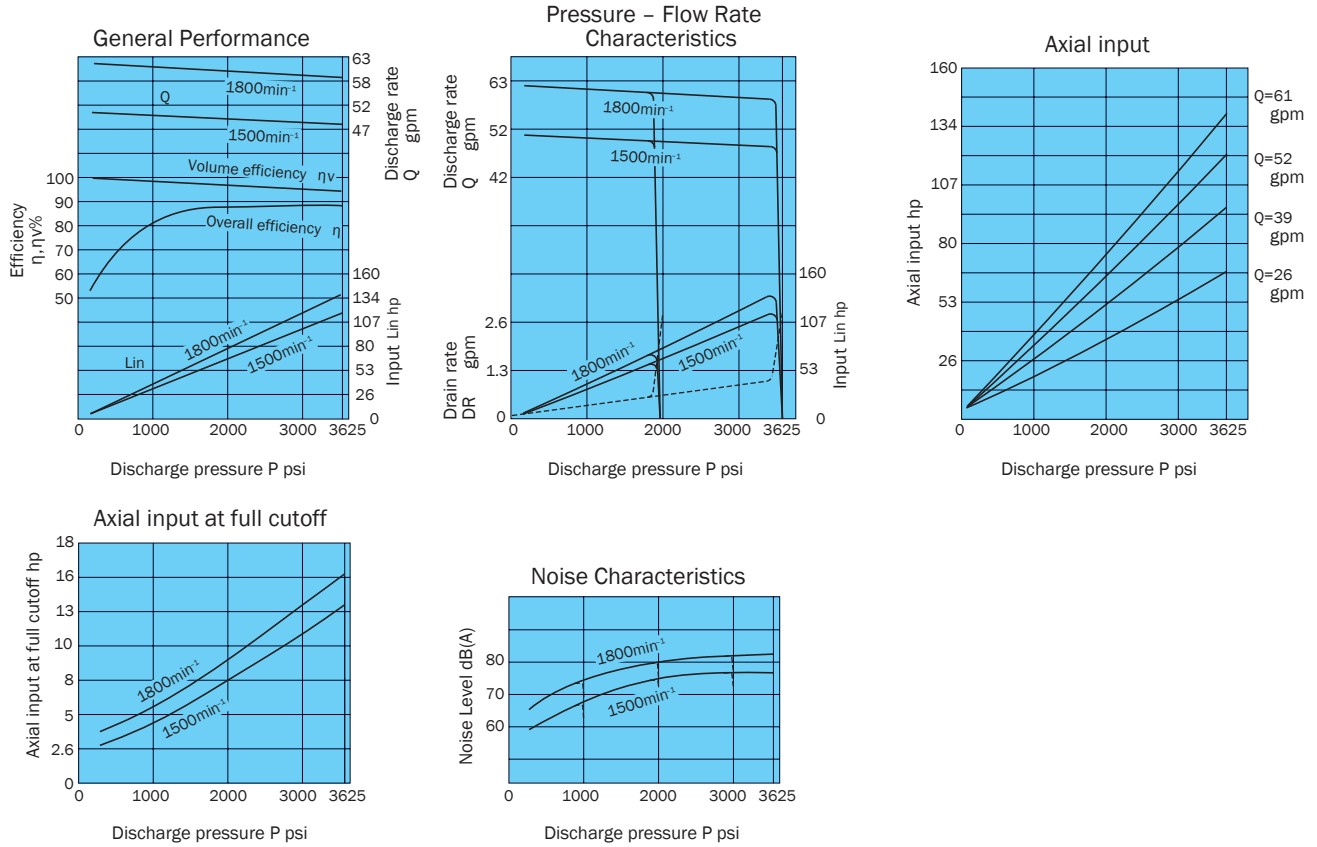 General Performance
63
58
52
47
Discharge rate
Q gpm
1800min⁻¹
Q
1500min⁻¹
Volume efficiency ηv
Overall efficiency η
100
90
80
70
60
50
Efficiency
η,ηv%
160
134
107
80
53
26
0
Input Lin hp
Lin
1800min⁻¹
1500min⁻¹
0 1000 2000 3000 3625
Discharge pressure P psi
Pressure – Flow Rate
Characteristics
63
52
42
Discharge rate
Q gpm
1800min⁻¹
1500min⁻¹
2.6
1.3
0
Drain rate
DR gpm
1800min⁻¹
1500min⁻¹
160
107
53
0
Input Lin hp
0 1000 2000 3000 3625
Discharge pressure P psi
Axial input
160
134
107
80
53
26
0 1000 2000 3000 3625
Axial input hp
Q=61
gpm
Q=52
gpm
Q=39
gpm
Q=26
gpm
Discharge pressure P psi
Axial input at full cutoff
18
16
13
10
8
5
2.6
0
Axial input at full cutoff hp
1800min⁻¹
1500min⁻¹
0 1000 2000 3000 3625
Discharge pressure P psi
Noise Characteristics
80
70
60
Noise Level dB(A)
1800min⁻¹
1500min⁻¹
0 1000 2000 3000 3625
Discharge pressure P psi